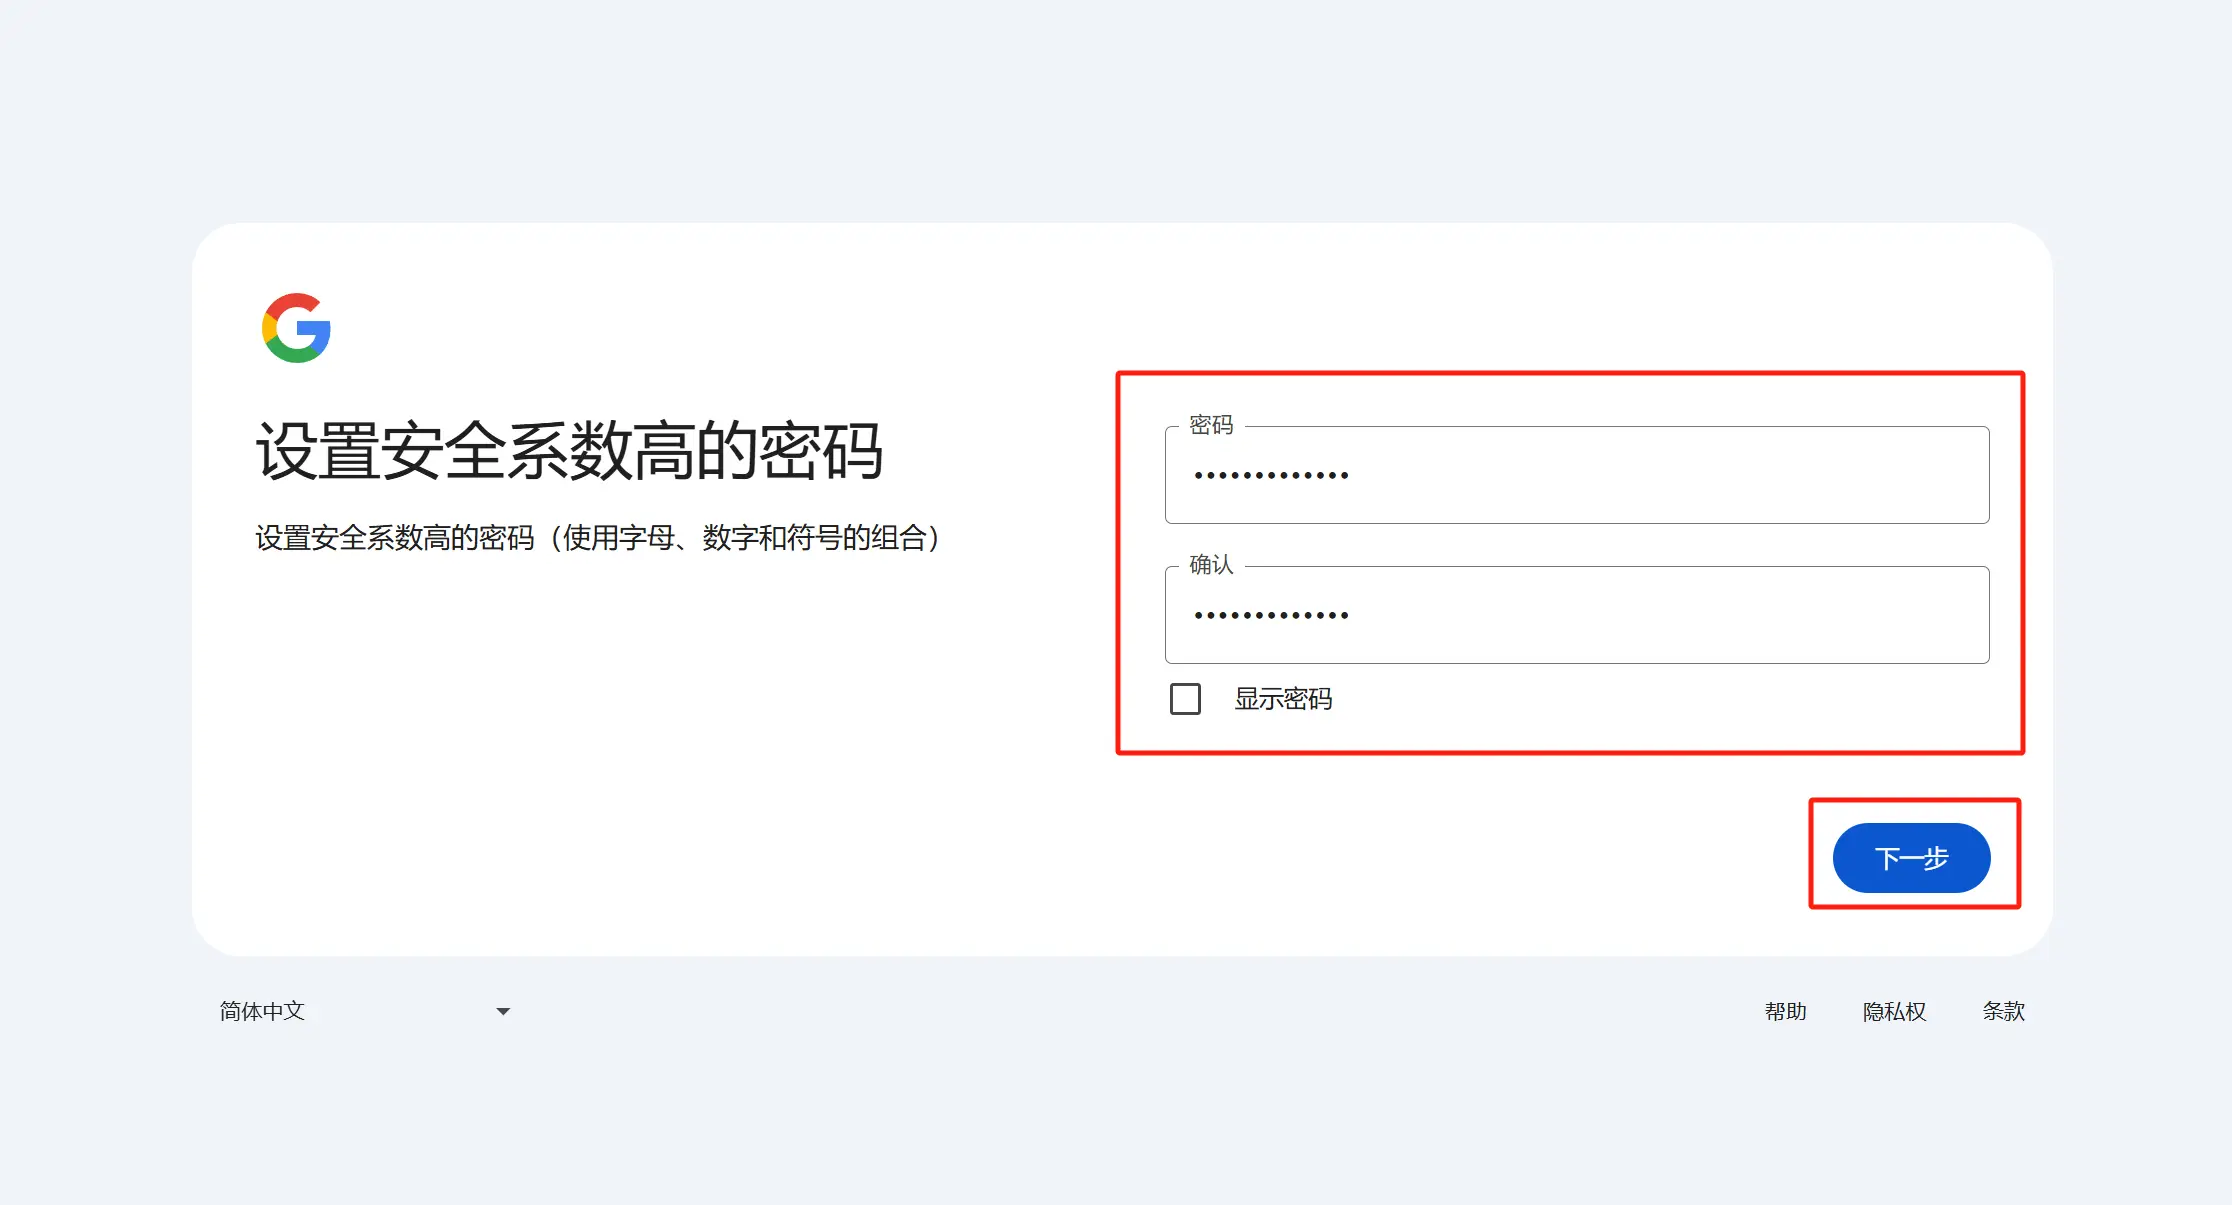 设置安全系数高的密码
设置安全系数高的密码（使用字母、数字和符号的组合）
密码
•••••••••••••
确认
•••••••••••••
显示密码
下一步
简体中文
帮助 隐私权 条款